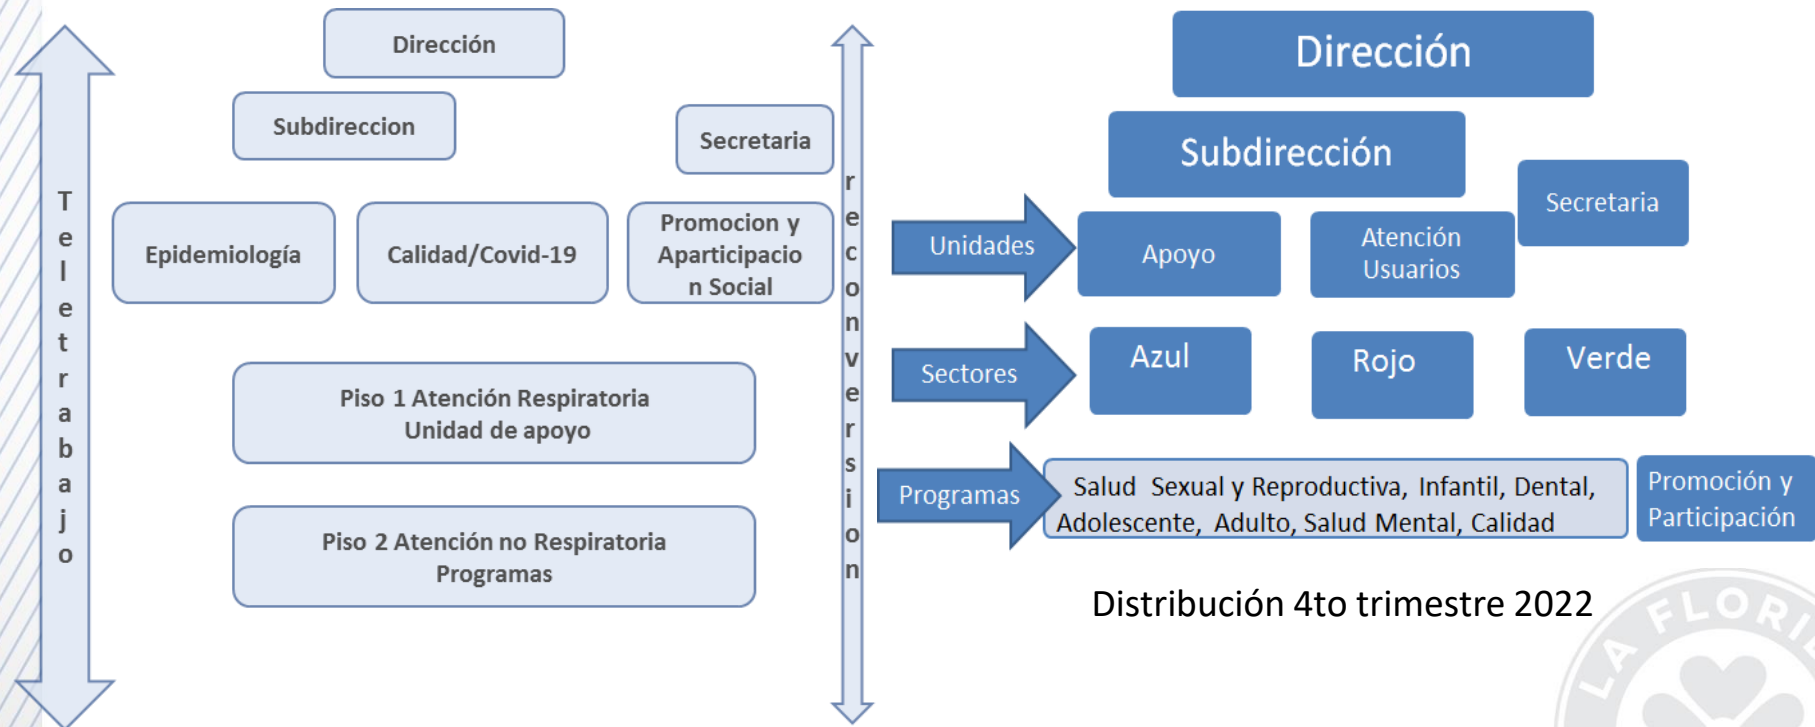 Teletrabajo
Dirección
Subdireccion
Secretaria
Epidemiología
Calidad/Covid-19
Promocion y
Aparticipacio
n Social
Piso 1 Atención Respiratoria
Unidad de apoyo
Piso 2 Atención no Respiratoria
Programas
reconversion
Dirección
Subdirección
Secretaria
Unidades
Apoyo
Atención
Usuarios
Sectores
Azul
Rojo
Verde
Programas
Salud Sexual y Reproductiva, Infantil, Dental,
Adolescente, Adulto, Salud Mental, Calidad
Promoción y
Participación
Distribución 4to trimestre 2022
LA FLORI